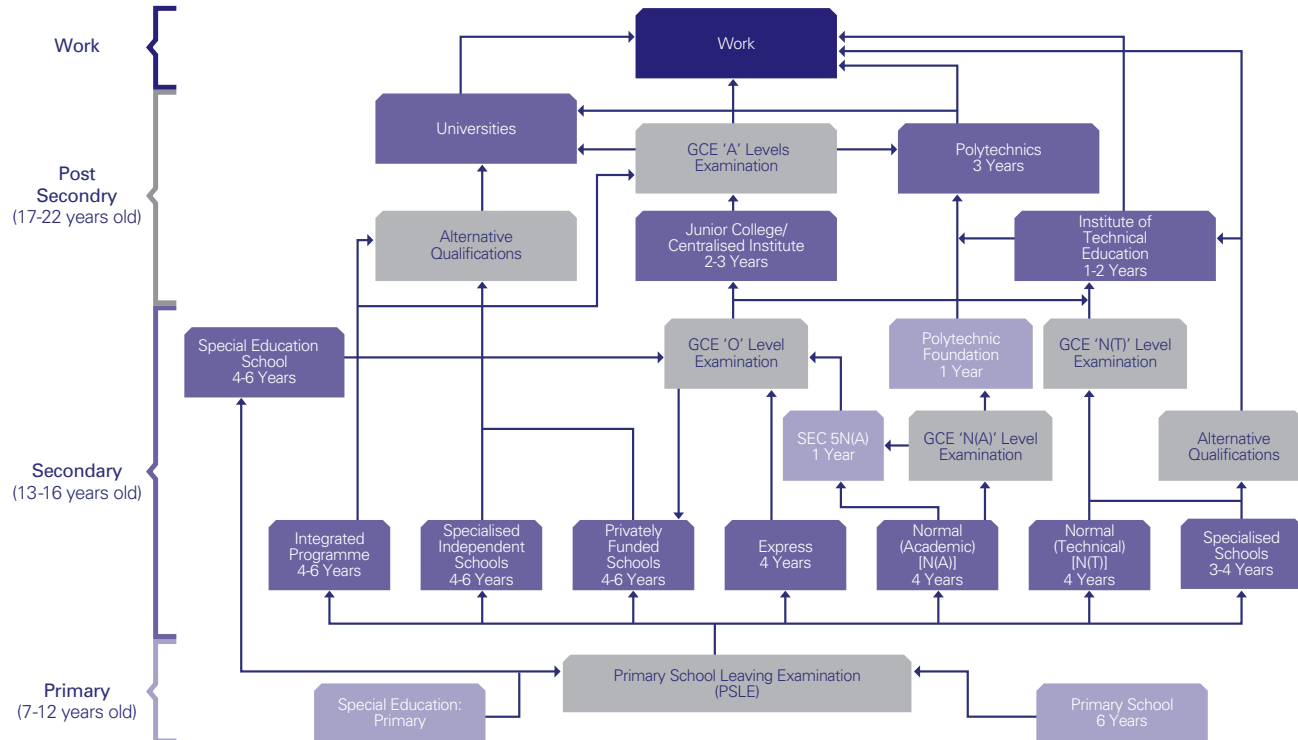 Work
Work
Universities
GCE 'A' Levels
Examination
Polytechnics
3 Years
Post
Secondry
(17-22 years old)
Alternative
Qualifications
Junior College/
Centralised Institute
2-3 Years
Institute of
Technical
Education
1-2 Years
Special Education
School
4-6 Years
GCE 'O' Level
Examination
Polytechnic
Foundation
1 Year
GCE 'N(T)' Level
Examination
SEC 5N(A)
1 Year
GCE 'N(A)' Level
Examination
Alternative
Qualifications
Secondary
(13-16 years old)
Integrated
Programme
4-6 Years
Specialised
Independent
Schools
4-6 Years
Privately
Funded
Schools
4-6 Years
Express
4 Years
Normal
(Academic)
[N(A)]
4 Years
Normal
(Technical)
[N(T)]
4 Years
Specialised
Schools
3-4 Years
Primary
(7-12 years old)
Primary School Leaving Examination
(PSLE)
Special Education:
Primary
Primary School
6 Years